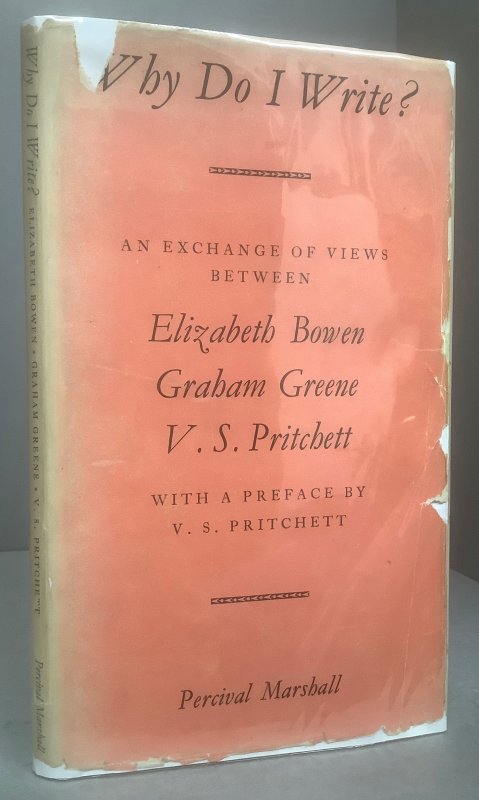 Why Do I Write?
AN EXCHANGE OF VIEWS
BETWEEN
Elizabeth Bowen
Graham Greene
V. S. Pritchett
WITH A PREFACE BY
V. S. PRITCHETT
Percival Marshall
Why Do I Write? ELIZABETH BOWEN • GRAHAM GREENE • V. S. PRITCHETT Percival Marshall